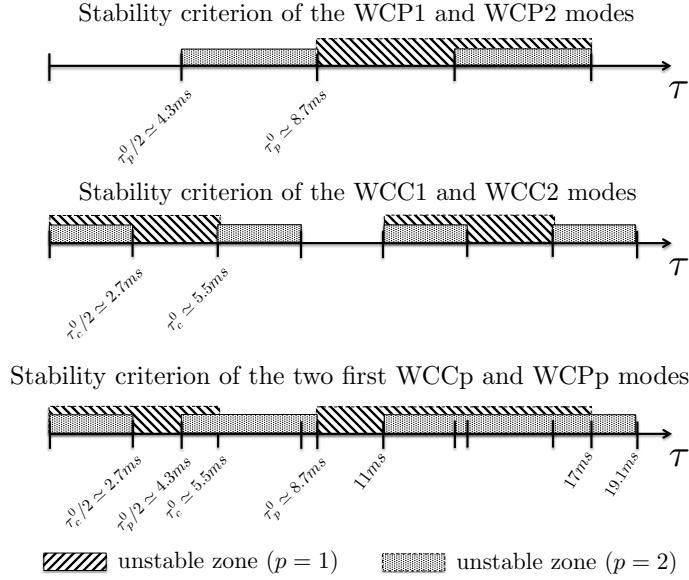 Stability criterion of the WCP1 and WCP2 modes
τ
τ_p^0/2 ≃ 4.3ms
τ_p^0 ≃ 8.7ms
Stability criterion of the WCC1 and WCC2 modes
τ
τ_c^0/2 ≃ 2.7ms
τ_c^0 ≃ 5.5ms
Stability criterion of the two first WCCp and WCPp modes
τ
τ_c^0/2 ≃ 2.7ms
τ_p^0/2 ≃ 4.3ms
τ_c^0 ≃ 5.5ms
τ_p^0 ≃ 8.7ms
11ms
17ms
19.1ms
unstable zone (p = 1)
unstable zone (p = 2)